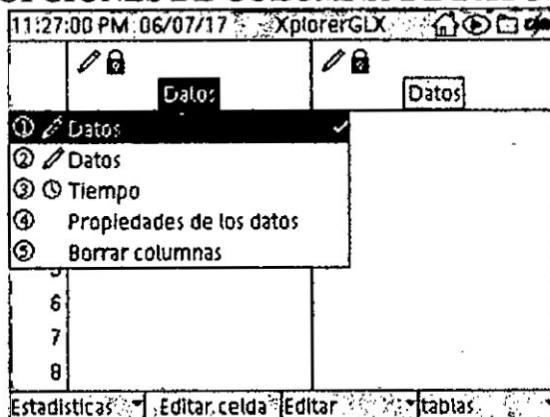 11:27:00 PM 06/07/17 XplorerGLX
Datos Datos
① Datos
② Datos
③ Tiempo
④ Propiedades de los datos
⑤ Borrar columnas
5
6
7
8
Estadísticas Editar celda Editar tablas